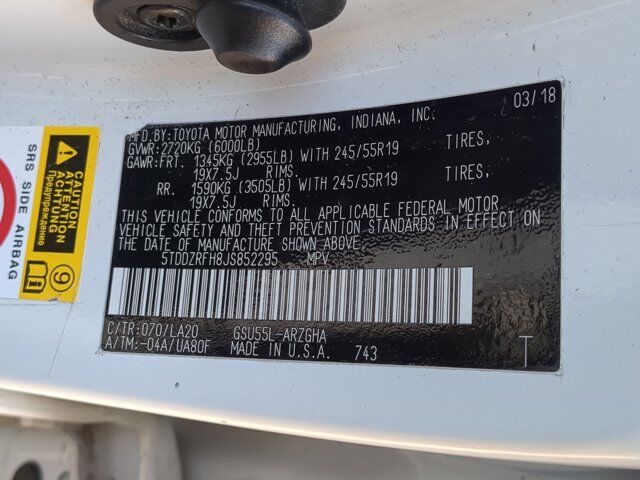 MFD.BY:TOYOTA MOTOR MANUFACTURING, INDIANA, INC. 03/18
GVWR:2720KG (6000LB)
GAWR:FRT. 1345KG (2955LB) WITH 245/55R19 TIRES,
19X7.5J RIMS.
RR. 1590KG (3505LB) WITH 245/55R19 TIRES,
19X7.5J RIMS.
THIS VEHICLE CONFORMS TO ALL APPLICABLE FEDERAL MOTOR
VEHICLE SAFETY AND THEFT PREVENTION STANDARDS IN EFFECT ON
THE DATE OF MANUFACTURE SHOWN ABOVE.
5TDDZRFH8JS852295 MPV
C/TR:070/LA20 GSU55L-ARZGHA
A/TM:-04A/UA80F MADE IN U.S.A. 743 T
CAUTION
ATTENTION
ACHTUNG
Предупреждение
SRS SIDE AIRBAG
9